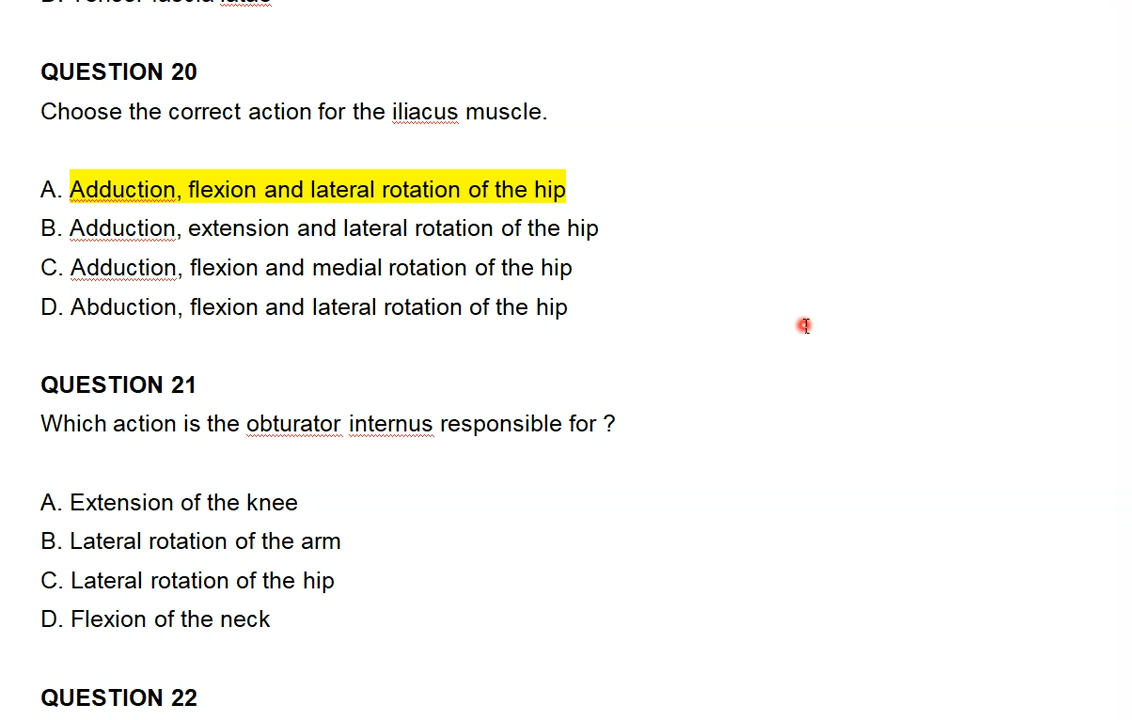 D. Tensor fascia latae
QUESTION 20
Choose the correct action for the iliacus muscle.
A. Adduction, flexion and lateral rotation of the hip
B. Adduction, extension and lateral rotation of the hip
C. Adduction, flexion and medial rotation of the hip
D. Abduction, flexion and lateral rotation of the hip
QUESTION 21
Which action is the obturator internus responsible for ?
A. Extension of the knee
B. Lateral rotation of the arm
C. Lateral rotation of the hip
D. Flexion of the neck
QUESTION 22